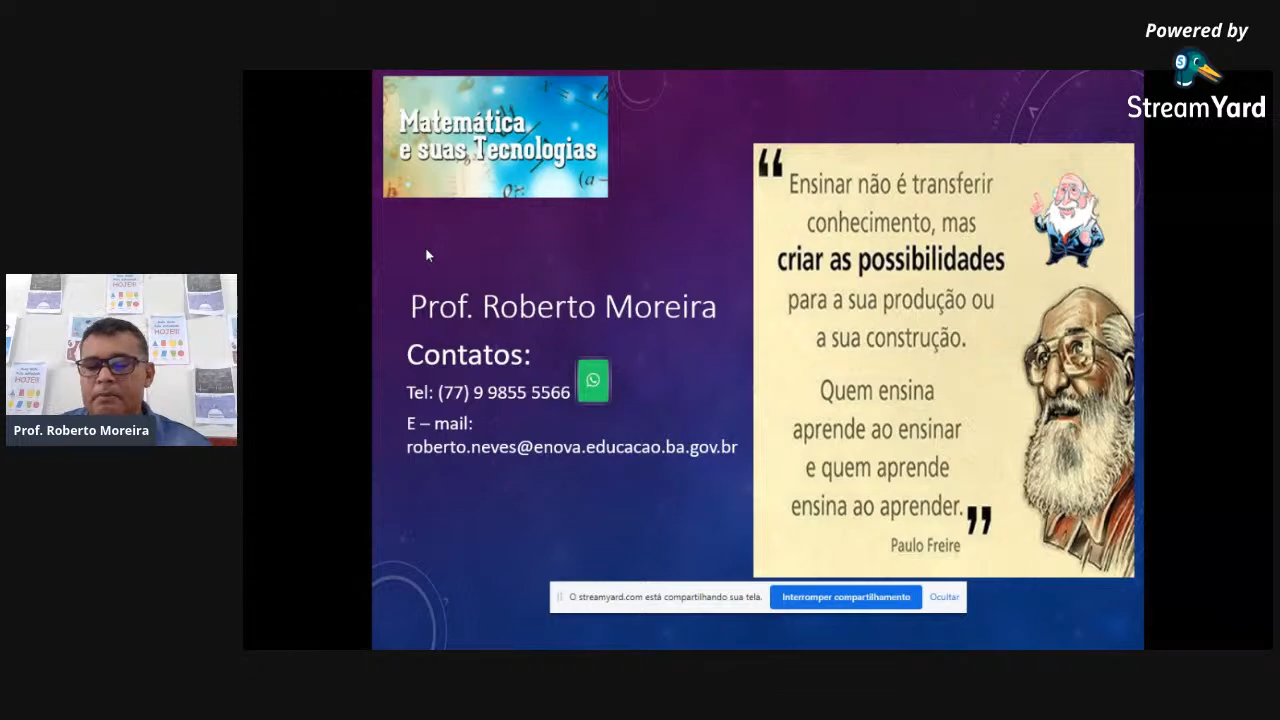 Powered by
StreamYard
Matemática
e suas Tecnologias
Prof. Roberto Moreira
Contatos:
Tel: (77) 9 9855 5566
E – mail:
roberto.neves@enova.educacao.ba.gov.br
“
Ensinar não é transferir
conhecimento, mas
criar as possibilidades
para a sua produção ou
a sua construção.
Quem ensina
aprende ao ensinar
e quem aprende
ensina ao aprender.
”
Paulo Freire
HOJE!!!
HOJE!!!
HOJE!!!
Prof. Roberto Moreira
O streamyard.com está compartilhando sua tela.
Interromper compartilhamento
Ocultar